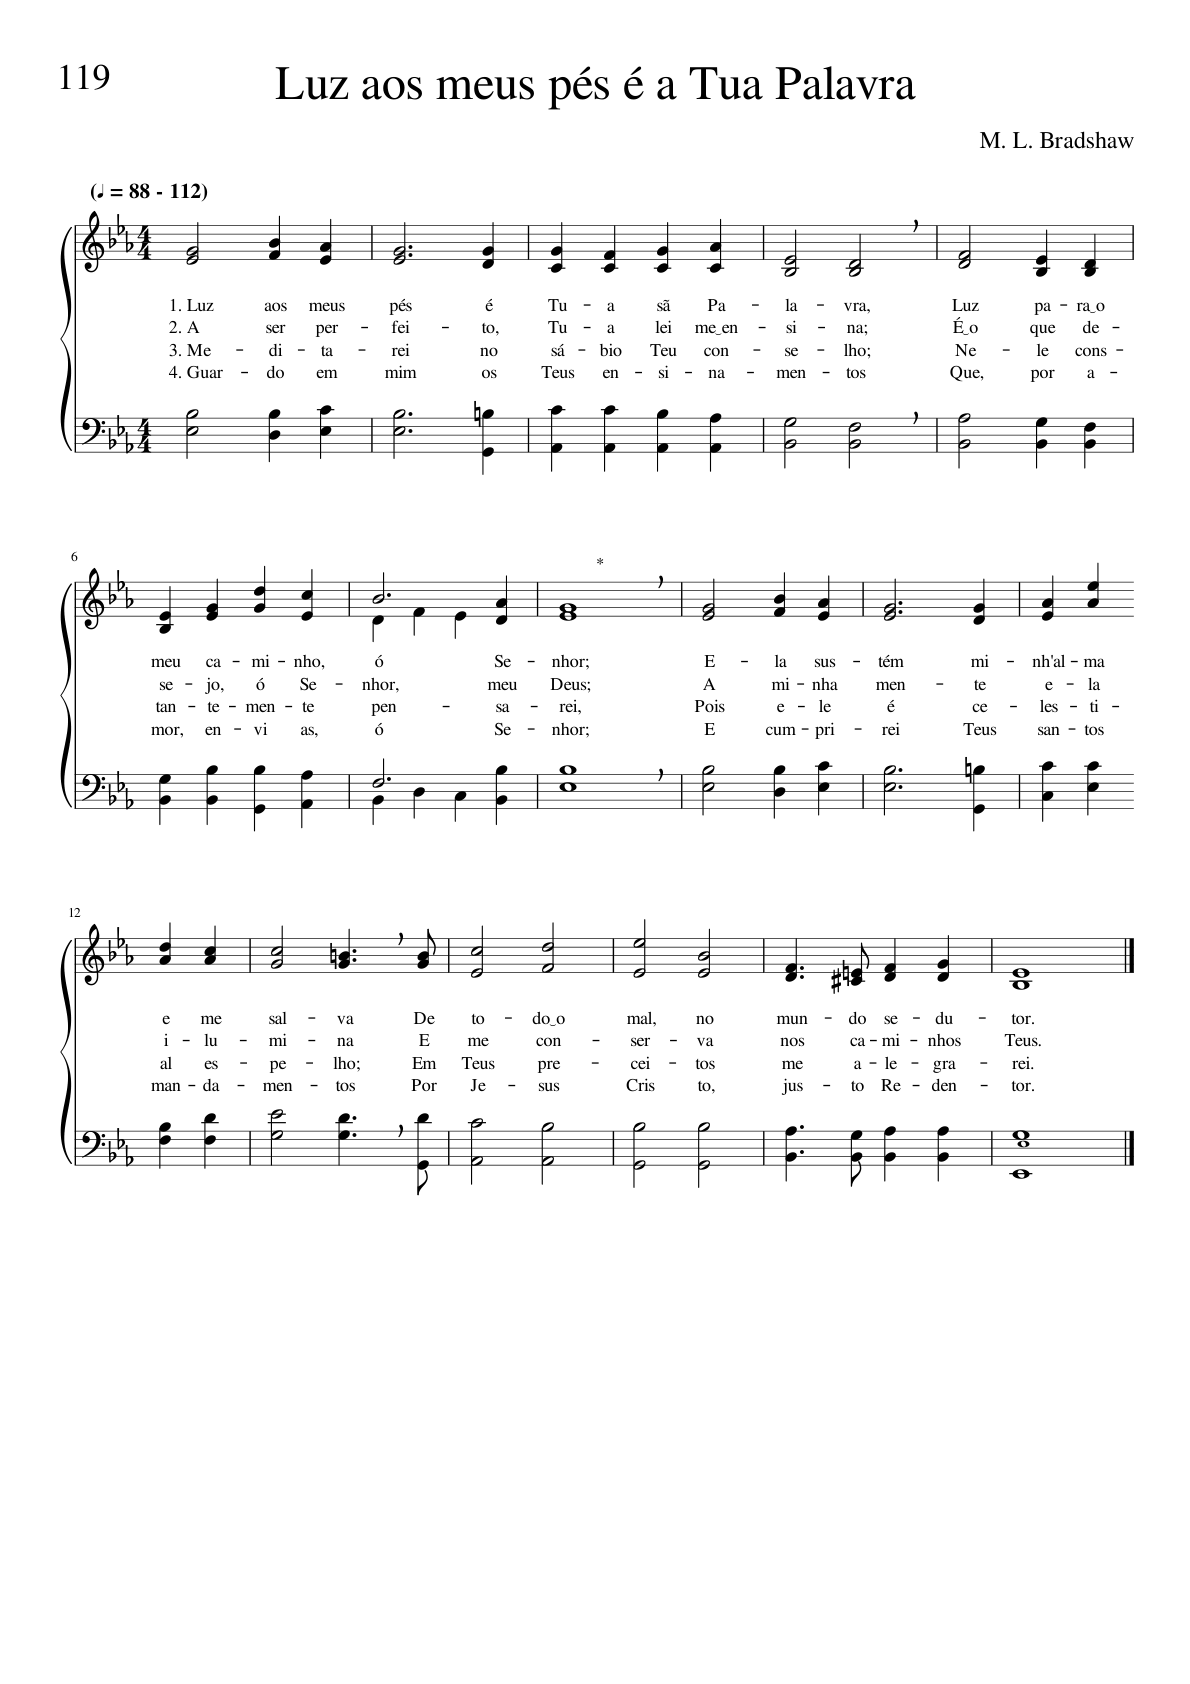 119
Luz aos meus pés é a Tua Palavra
M. L. Bradshaw
(♩ = 88 - 112)
1. Luz aos meus pés é Tu - a sã Pa - la - vra, Luz pa - ra‿o
2. A ser per - fei - to, Tu - a lei me‿en - si - na; É‿o que de -
3. Me - di - ta - rei no sá - bio Teu con - se - lho; Ne - le cons -
4. Guar - do em mim os Teus en - si - na - men - tos Que, por a -
6
*
meu ca - mi - nho, ó Se - nhor; E - la sus - tém mi - nh'al - ma
se - jo, ó Se - nhor, meu Deus; A mi - nha men - te e - la
tan - te - men - te pen - sa - rei, Pois e - le é ce - les - ti -
mor, en - vi as, ó Se - nhor; E cum - pri - rei Teus san - tos
12
e me sal - va De to - do‿o mal, no mun - do se - du - tor.
i - lu - mi - na E me con - ser - va nos ca - mi - nhos Teus.
al es - pe - lho; Em Teus pre - cei - tos me a - le - gra - rei.
man - da - men - tos Por Je - sus Cris to, jus - to Re - den - tor.